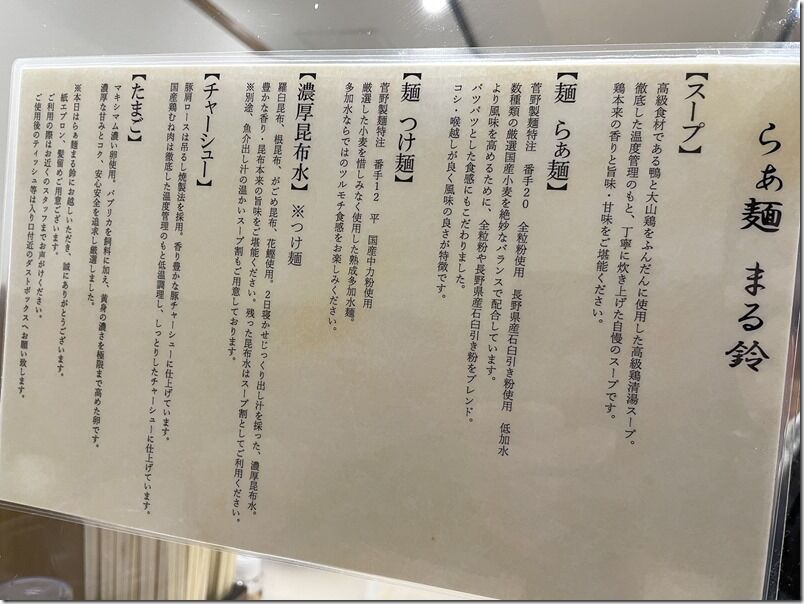 らぁ麺 まる鈴
【スープ】
高級食材である鴨と大山鶏をふんだんに使用した高級鶏清湯スープ。
徹底した温度管理のもと、丁寧に炊き上げた自慢のスープです。
鶏本来の香りと旨味・甘味をご堪能ください。
【麺 らぁ麺】
菅野製麺特注 番手20 全粒粉使用 長野県産石臼引き粉使用 低加水
数種類の厳選国産小麦を絶妙なバランスで配合しています。
より風味を高めるために、全粒粉や長野県産石臼引き粉をブレンド。
パツパツとした食感にもこだわりました。
コシ・喉越しが良く風味の良さが特徴です。
【麺 つけ麺】
菅野製麺特注 番手12 平 国産中力粉使用
厳選した小麦を惜しみなく使用した熟成多加水麺。
多加水ならではのツルモチ食感をお楽しみください。
【濃厚昆布水】 ※つけ麺
羅臼昆布、根昆布、がごめ昆布、花鰹使用。2日寝かせじっくり出し汁を採った、濃厚昆布水。
豊かな香り・昆布本来の旨味をご堪能ください。残った昆布水はスープ割としてご利用ください。
※別途、魚介出し汁の温かいスープ割もご用意しております。
【チャーシュー】
豚肩ロースは吊るし焼製法を採用。香り豊かな豚チャーシューに仕上げています。
国産鶏むね肉は徹底した温度管理のもと低温調理し、しっとりしたチャーシューに仕上げています。
【たまご】
マキシマム濃い卵使用。パプリカを飼料に加え、黄身の濃さを極限まで高めた卵です。
濃厚な甘みとコク、安心安全を追求し厳選しました。
※本日はらぁ麺まる鈴にお越しいただき、誠にありがとうございます。
紙エプロン、髪留めご用意ございます。
ご利用の際はお近くのスタッフまでお声がけください。
ご使用後のティッシュ等は入り口付近のダストボックスへお願い致します。